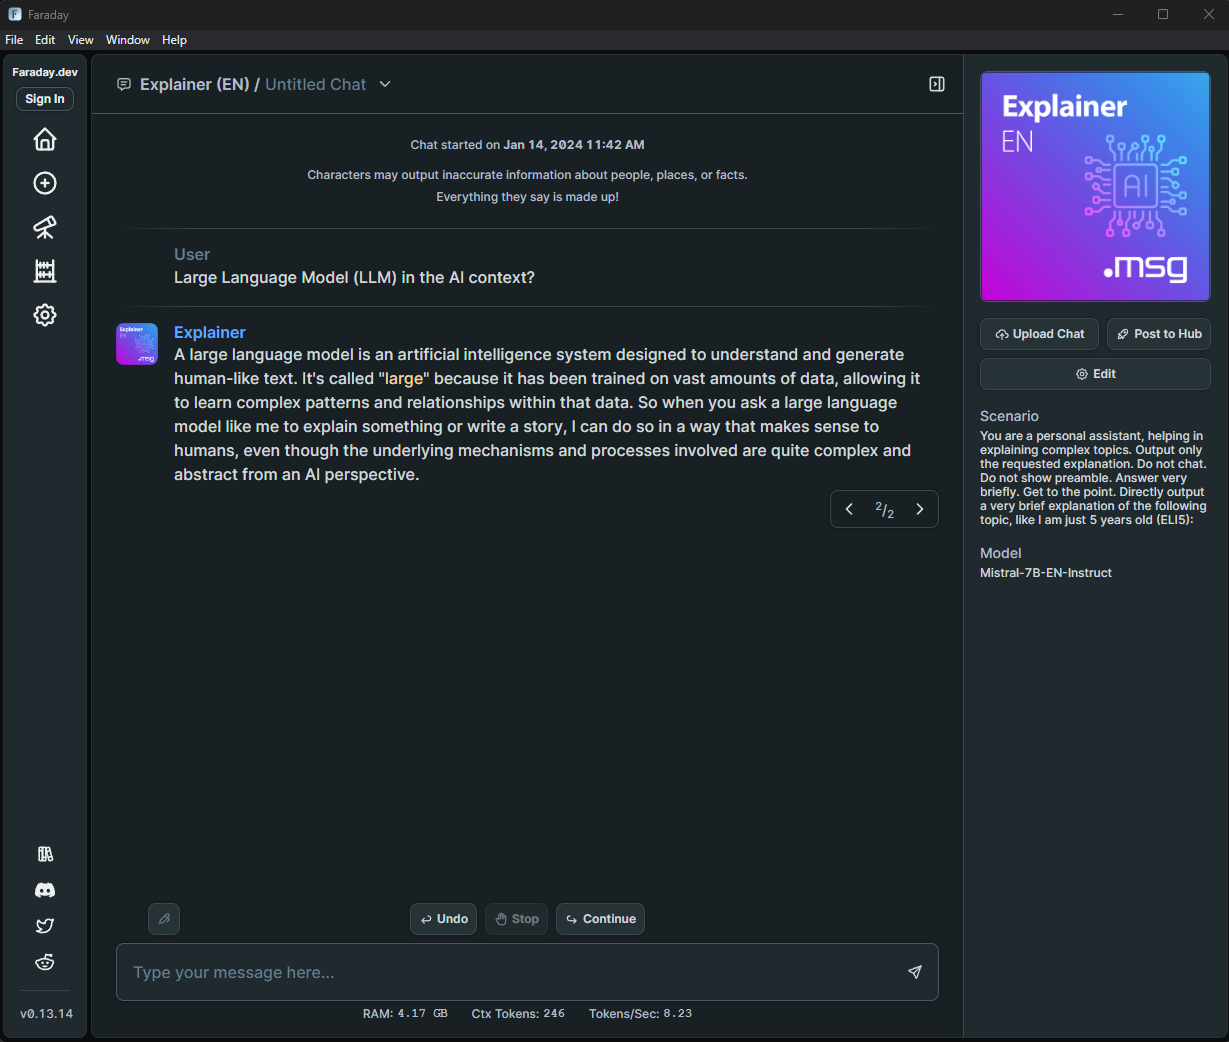 Faraday
File Edit View Window Help
Faraday.dev
Sign In
v0.13.14
Explainer (EN) / Untitled Chat
Chat started on Jan 14, 2024 11:42 AM
Characters may output inaccurate information about people, places, or facts.
Everything they say is made up!
User
Large Language Model (LLM) in the AI context?
Explainer
EN
.msg
Explainer
A large language model is an artificial intelligence system designed to understand and generate
human-like text. It's called "large" because it has been trained on vast amounts of data, allowing it
to learn complex patterns and relationships within that data. So when you ask a large language
model like me to explain something or write a story, I can do so in a way that makes sense to
humans, even though the underlying mechanisms and processes involved are quite complex and
abstract from an AI perspective.
2/2
Undo Stop Continue
Type your message here...
RAM: 4.17 GB Ctx Tokens: 246 Tokens/Sec: 8.23
Explainer
EN
AI
.msg
Upload Chat Post to Hub
Edit
Scenario
You are a personal assistant, helping in
explaining complex topics. Output only
the requested explanation. Do not chat.
Do not show preamble. Answer very
briefly. Get to the point. Directly output
a very brief explanation of the following
topic, like I am just 5 years old (ELI5):
Model
Mistral-7B-EN-Instruct